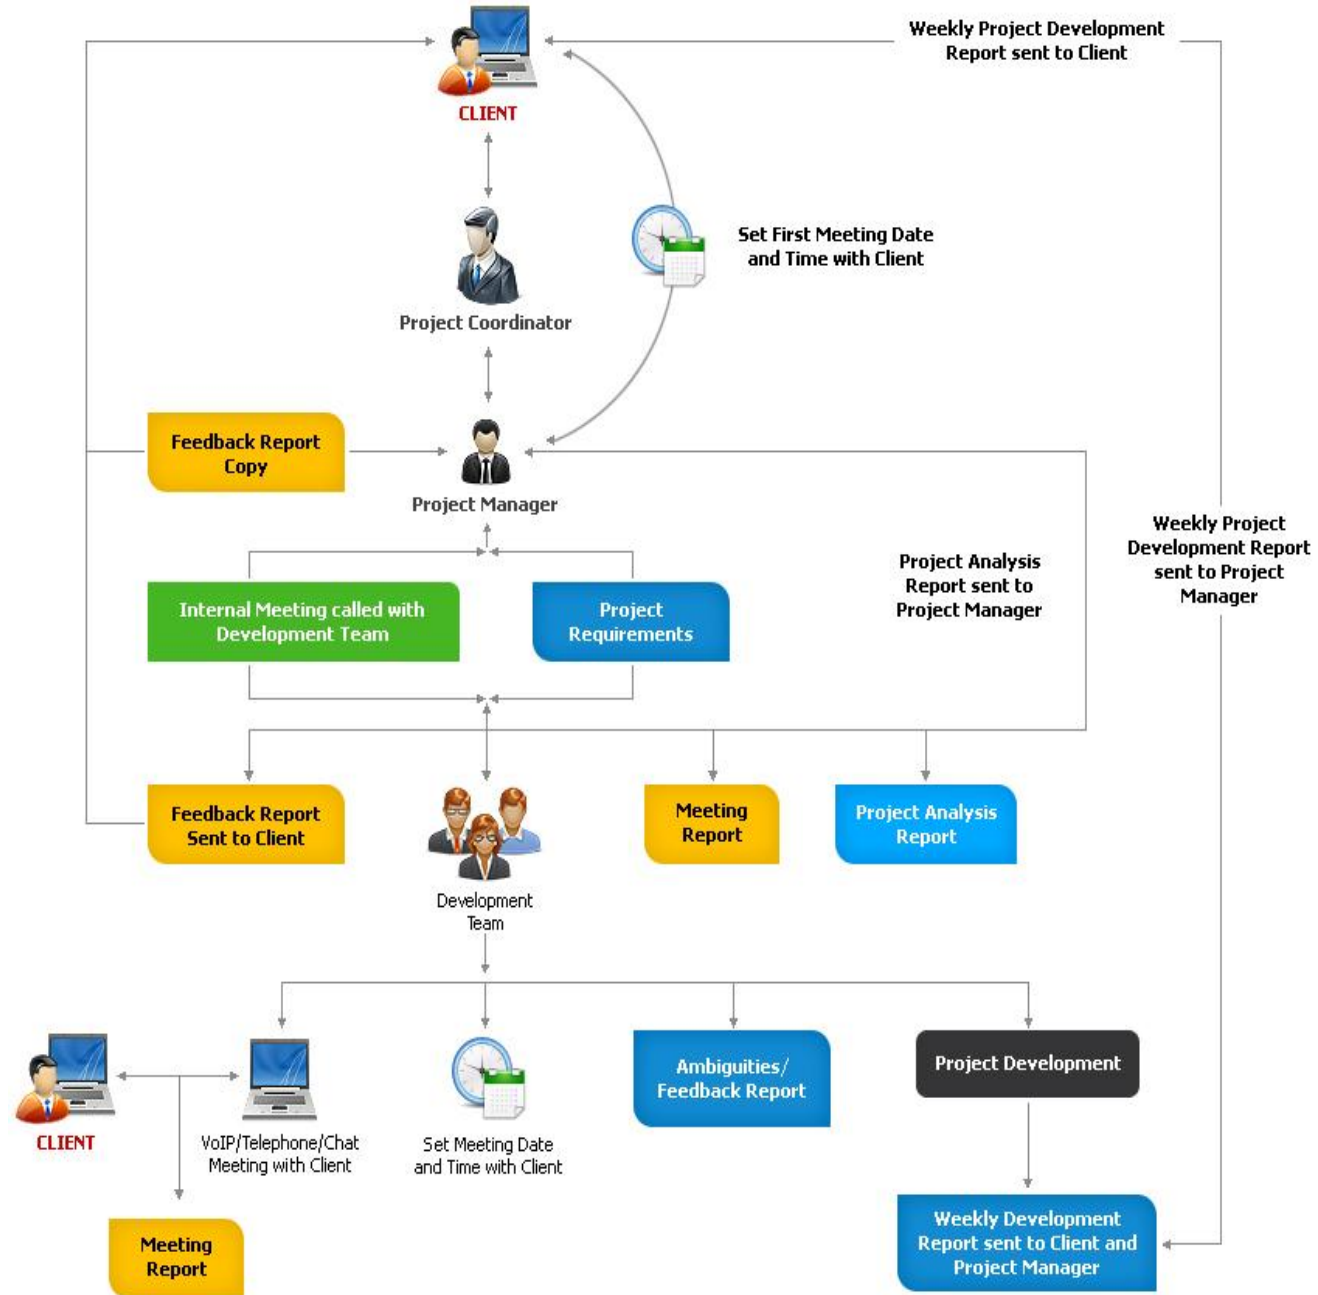 Weekly Project Development
Report sent to Client
CLIENT
Set First Meeting Date
and Time with Client
Project Coordinator
Feedback Report
Copy
Project Manager
Weekly Project
Development Report
sent to Project
Manager
Project Analysis
Report sent to
Project Manager
Internal Meeting called with
Development Team
Project
Requirements
Feedback Report
Sent to Client
Meeting
Report
Project Analysis
Report
Development
Team
Ambiguities/
Feedback Report
Project Development
CLIENT
VoIP/Telephone/Chat
Meeting with Client
Set Meeting Date
and Time with Client
Meeting
Report
Weekly Development
Report sent to Client and
Project Manager